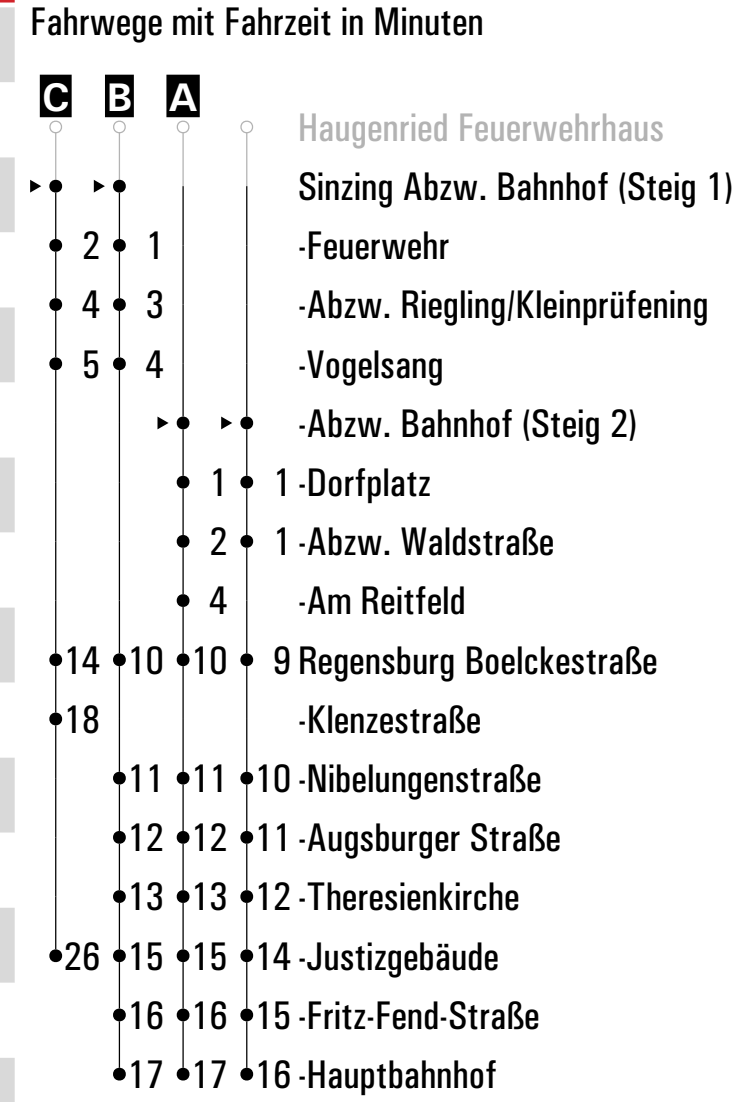 Fahrwege mit Fahrzeit in Minuten
C B A
Haugenried Feuerwehrhaus
Sinzing Abzw. Bahnhof (Steig 1)
2 1 -Feuerwehr
4 3 -Abzw. Riegling/Kleinprüfening
5 4 -Vogelsang
-Abzw. Bahnhof (Steig 2)
1 1 -Dorfplatz
2 1 -Abzw. Waldstraße
4 -Am Reitfeld
14 10 10 9 Regensburg Boelckestraße
18 -Klenzestraße
11 11 10 -Nibelungenstraße
12 12 11 -Augsburger Straße
13 13 12 -Theresienkirche
26 15 15 14 -Justizgebäude
16 16 15 -Fritz-Fend-Straße
17 17 16 -Hauptbahnhof